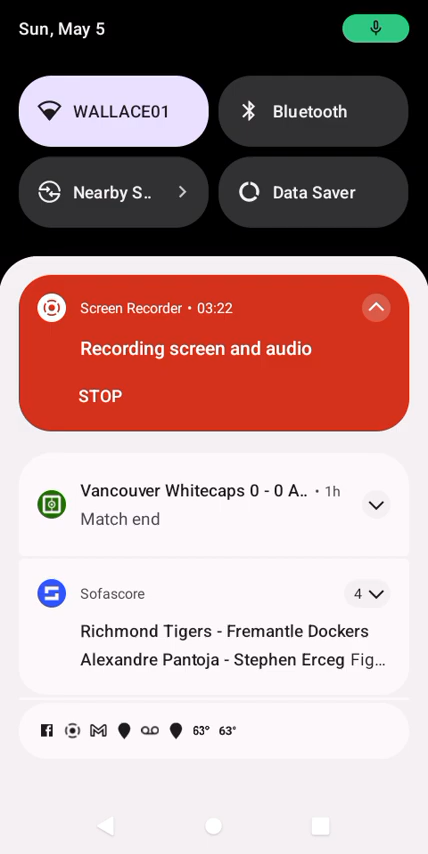 Sun, May 5
WALLACE01
Bluetooth
Nearby S..
Data Saver
Screen Recorder • 03:22
Recording screen and audio
STOP
Vancouver Whitecaps 0 - 0 A.. • 1h
Match end
Sofascore
4
Richmond Tigers - Fremantle Dockers
Alexandre Pantoja - Stephen Erceg Fig...
63° 63°